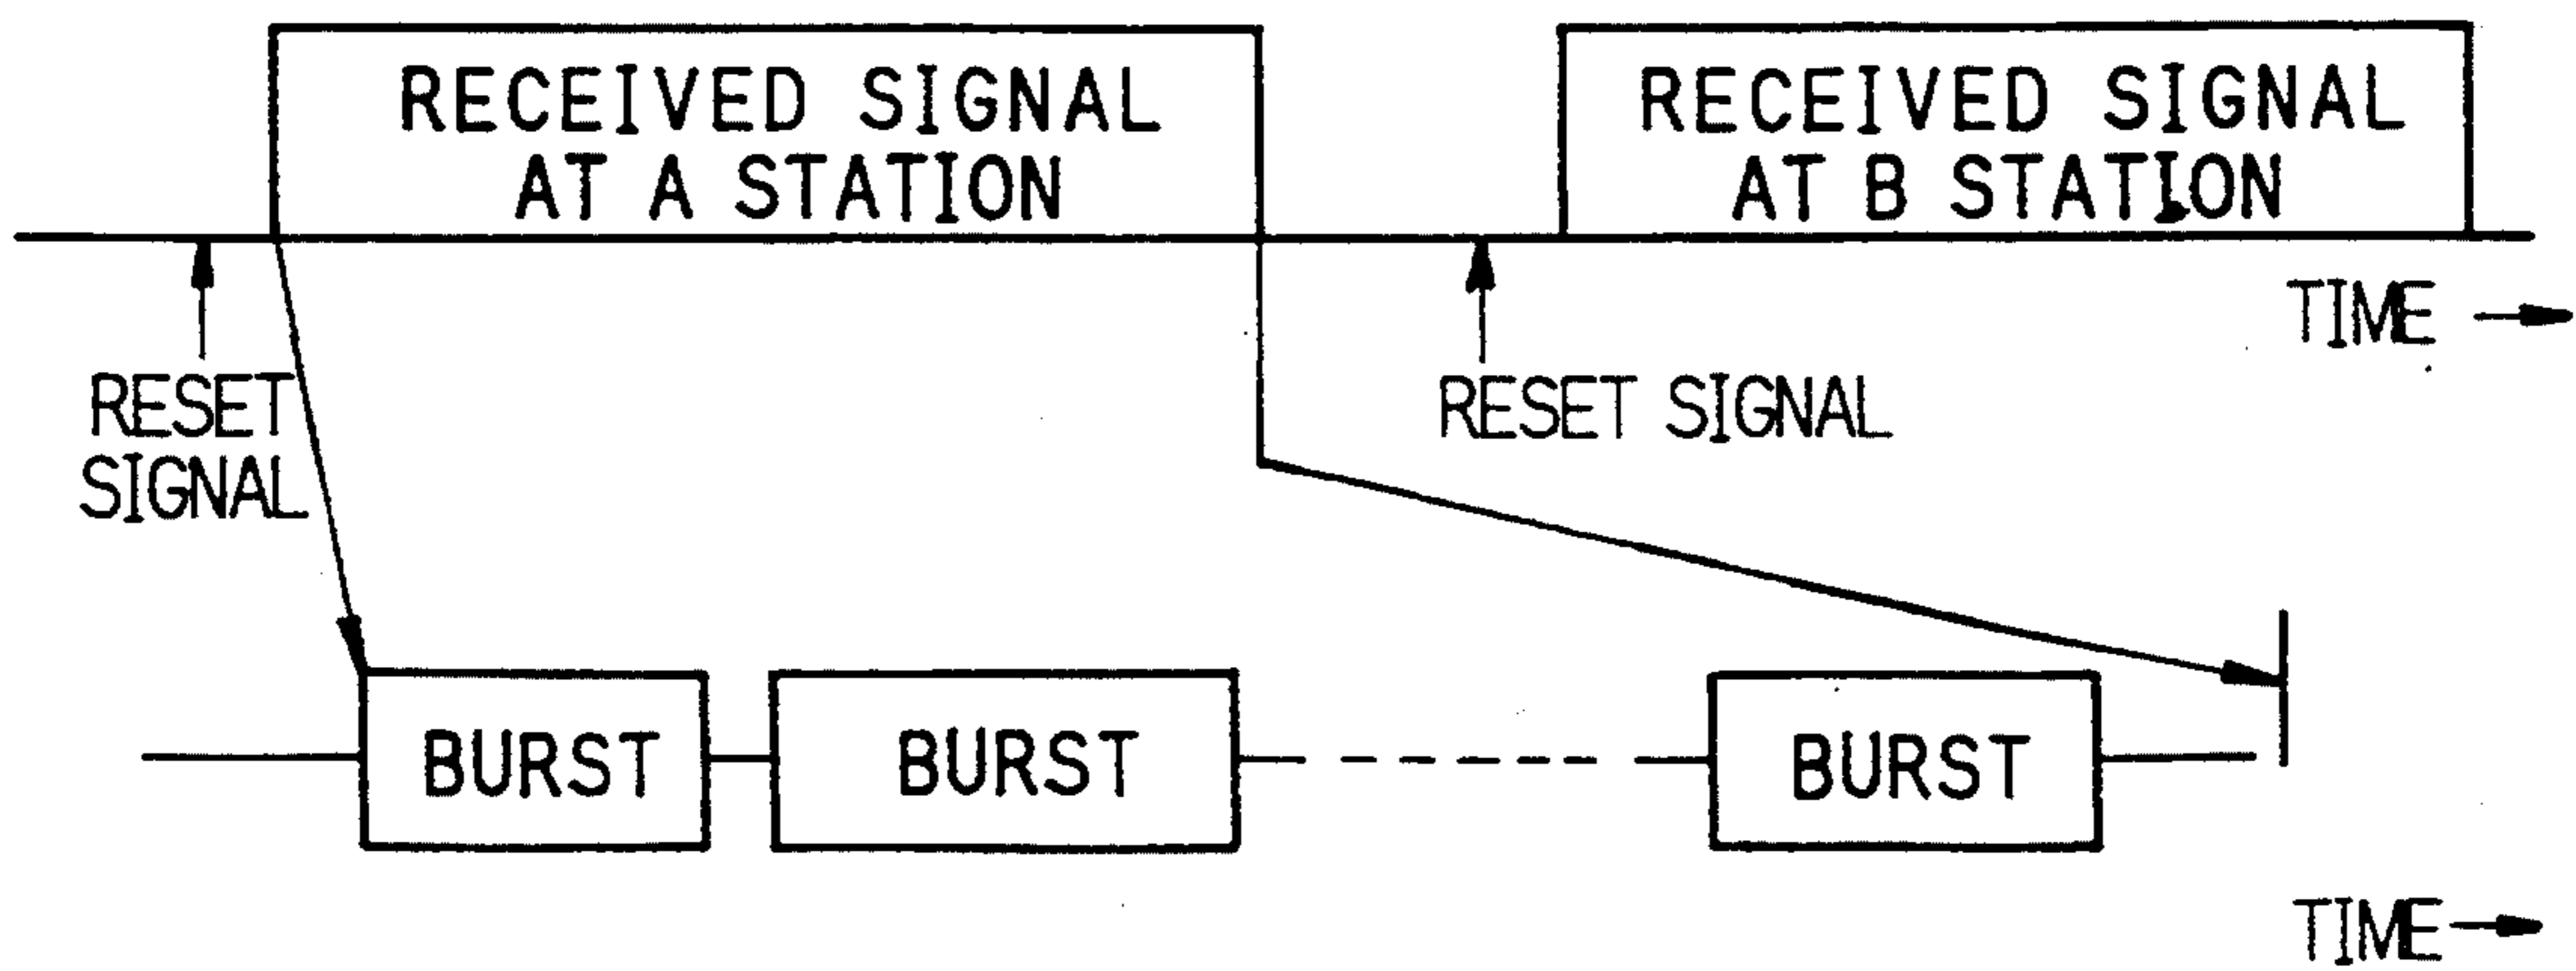 RECEIVED SIGNAL
AT A STATION
RECEIVED SIGNAL
AT B STATION
TIME
RESET
SIGNAL
RESET SIGNAL
BURST
BURST
BURST
TIME